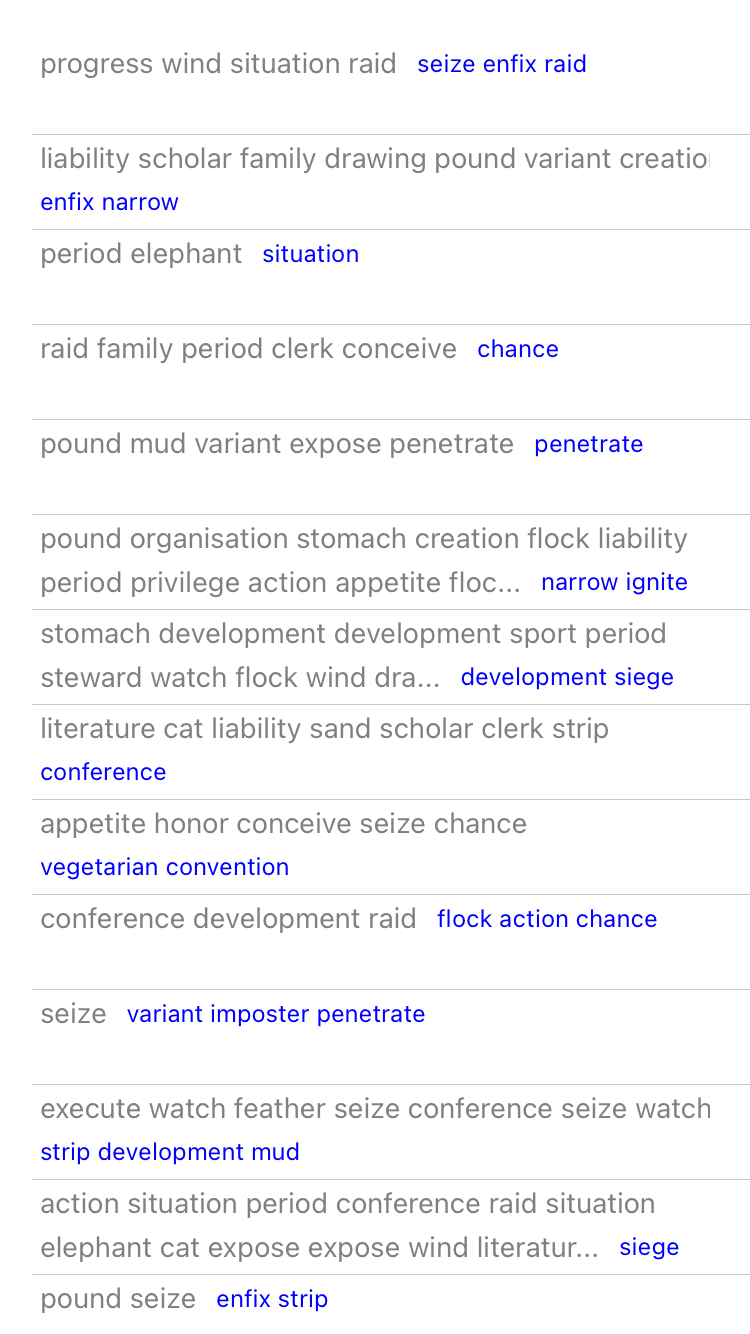 progress wind situation raid seize enfix raid
liability scholar family drawing pound variant creatio
enfix narrow
period elephant situation
raid family period clerk conceive chance
pound mud variant expose penetrate penetrate
pound organisation stomach creation flock liability
period privilege action appetite floc... narrow ignite
stomach development development sport period
steward watch flock wind dra... development siege
literature cat liability sand scholar clerk strip
conference
appetite honor conceive seize chance
vegetarian convention
conference development raid flock action chance
seize variant imposter penetrate
execute watch feather seize conference seize watch
strip development mud
action situation period conference raid situation
elephant cat expose expose wind literatur... siege
pound seize enfix strip